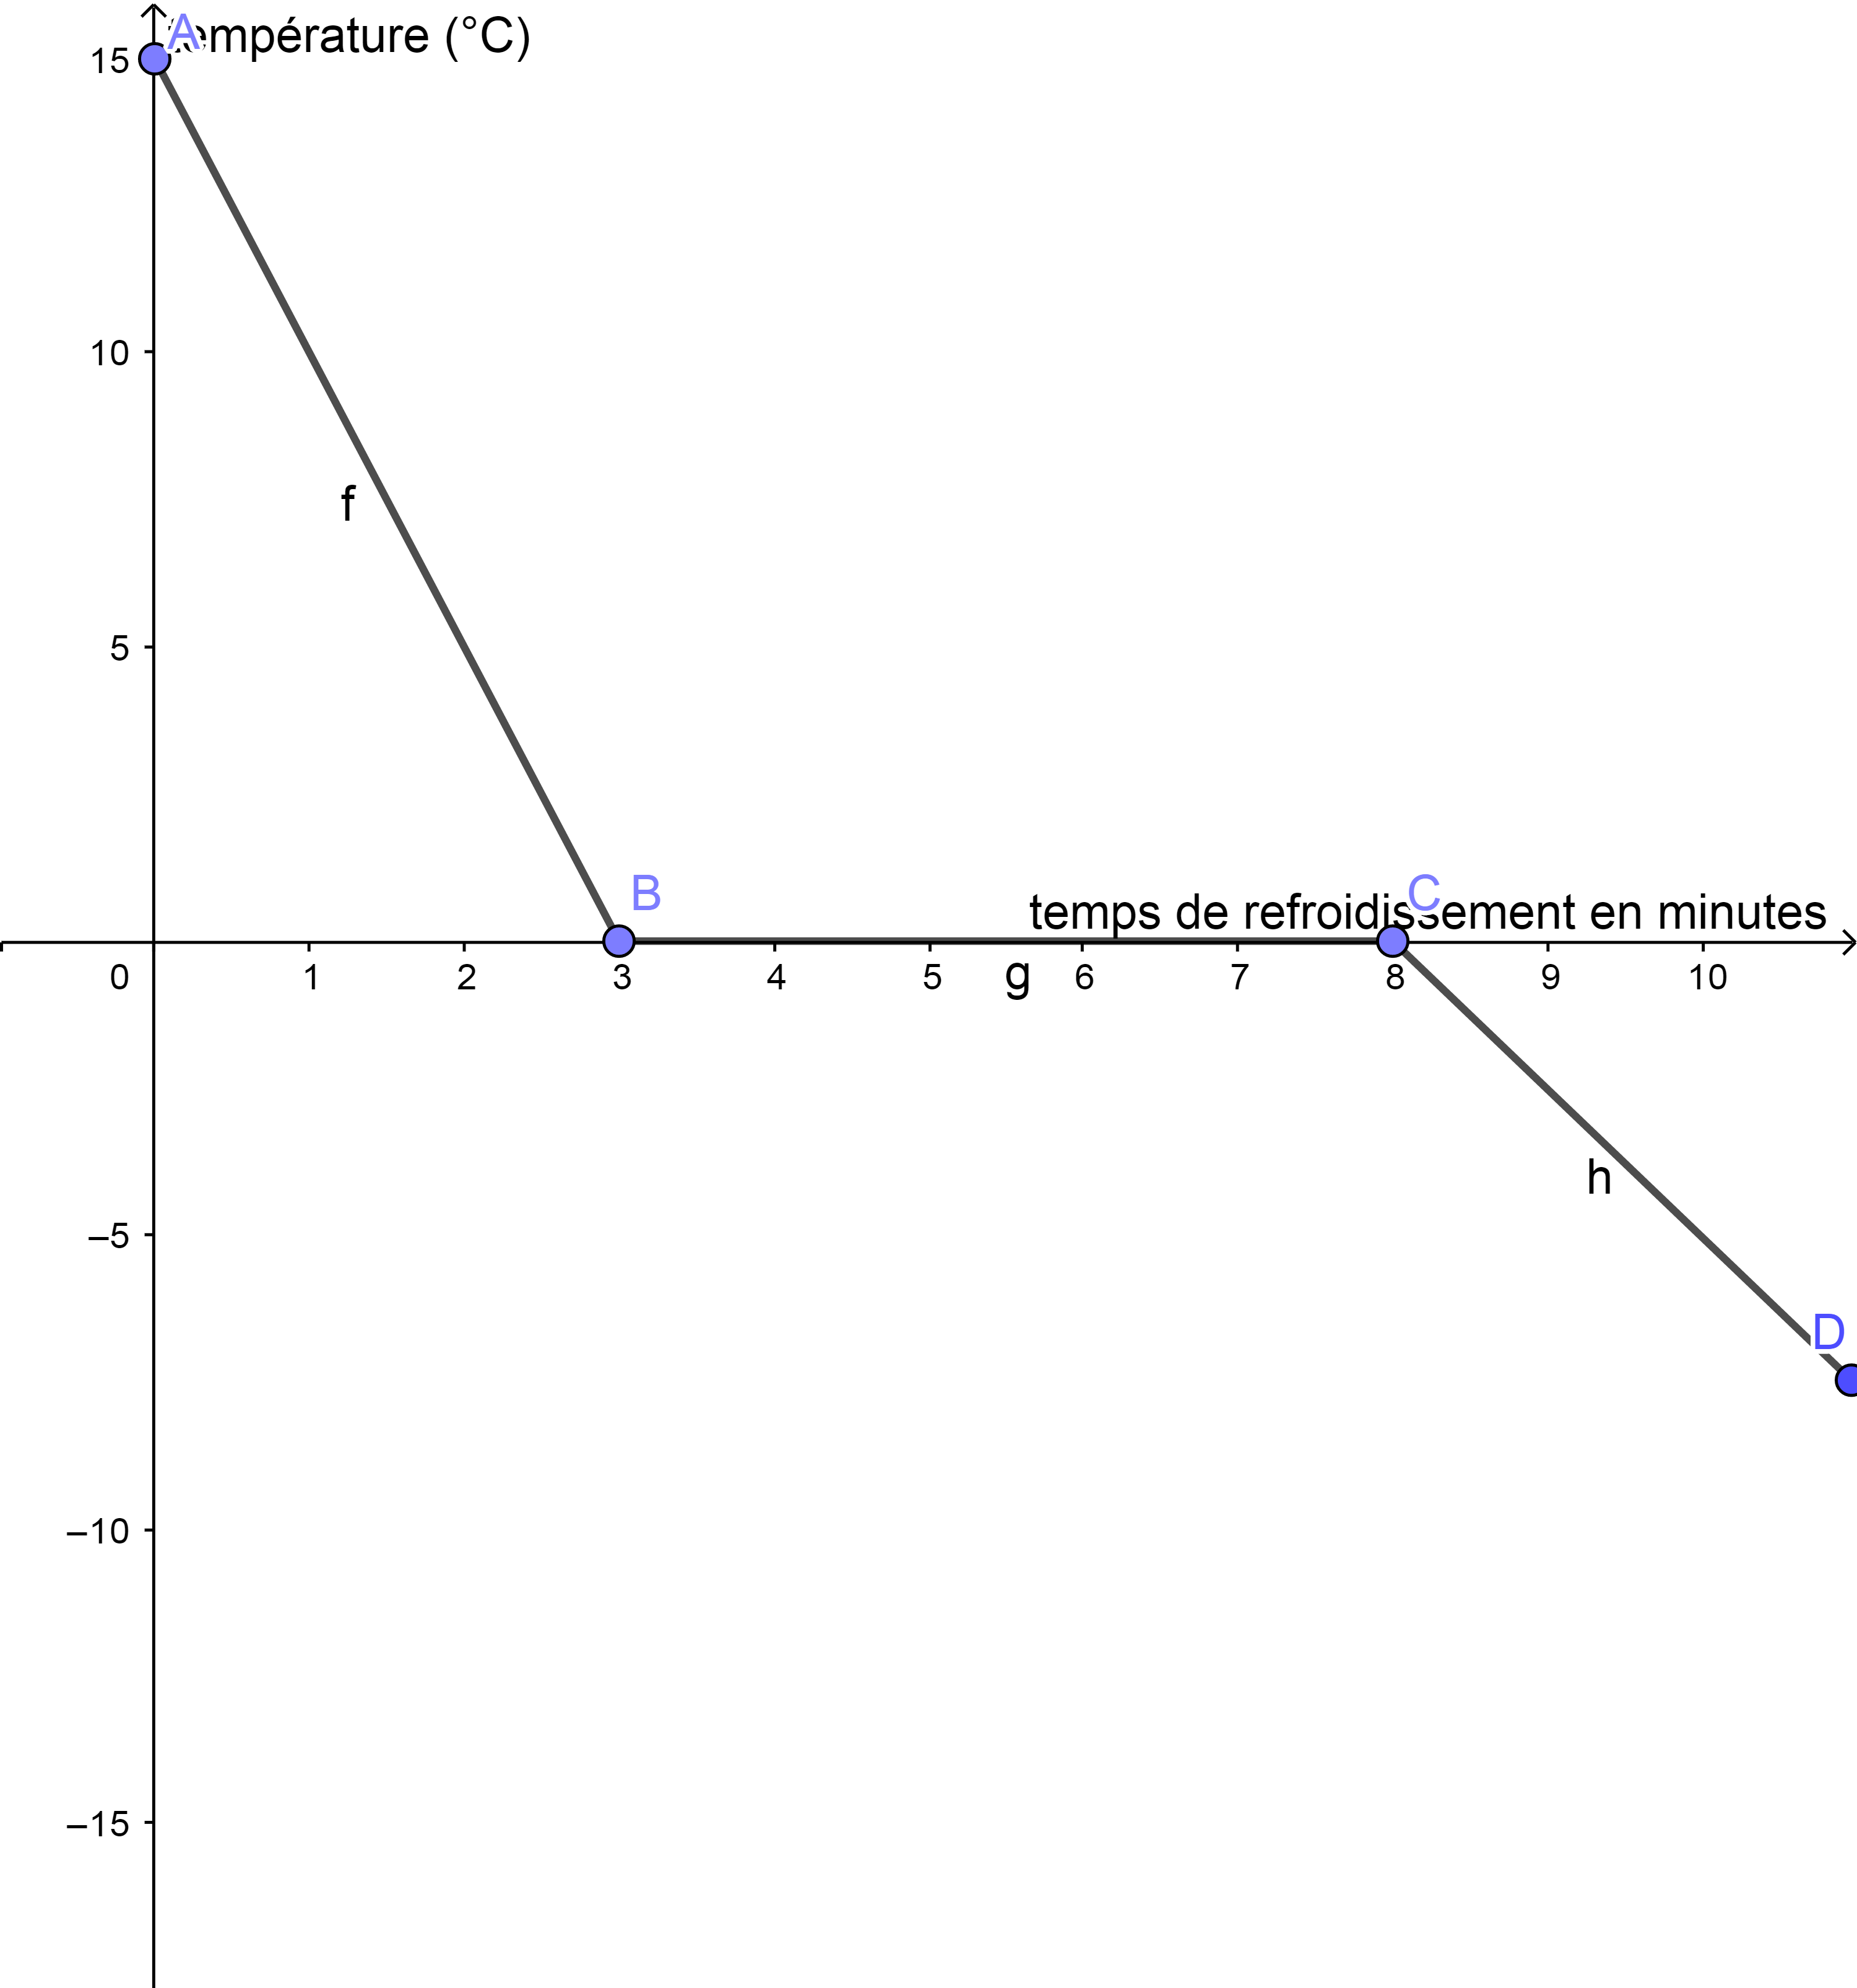 A
température (°C)
15
10
f
5
B
C
temps de refroidissement en minutes
0 1 2 3 4 5 g 6 7 8 9 10
h
–5
D
–10
–15